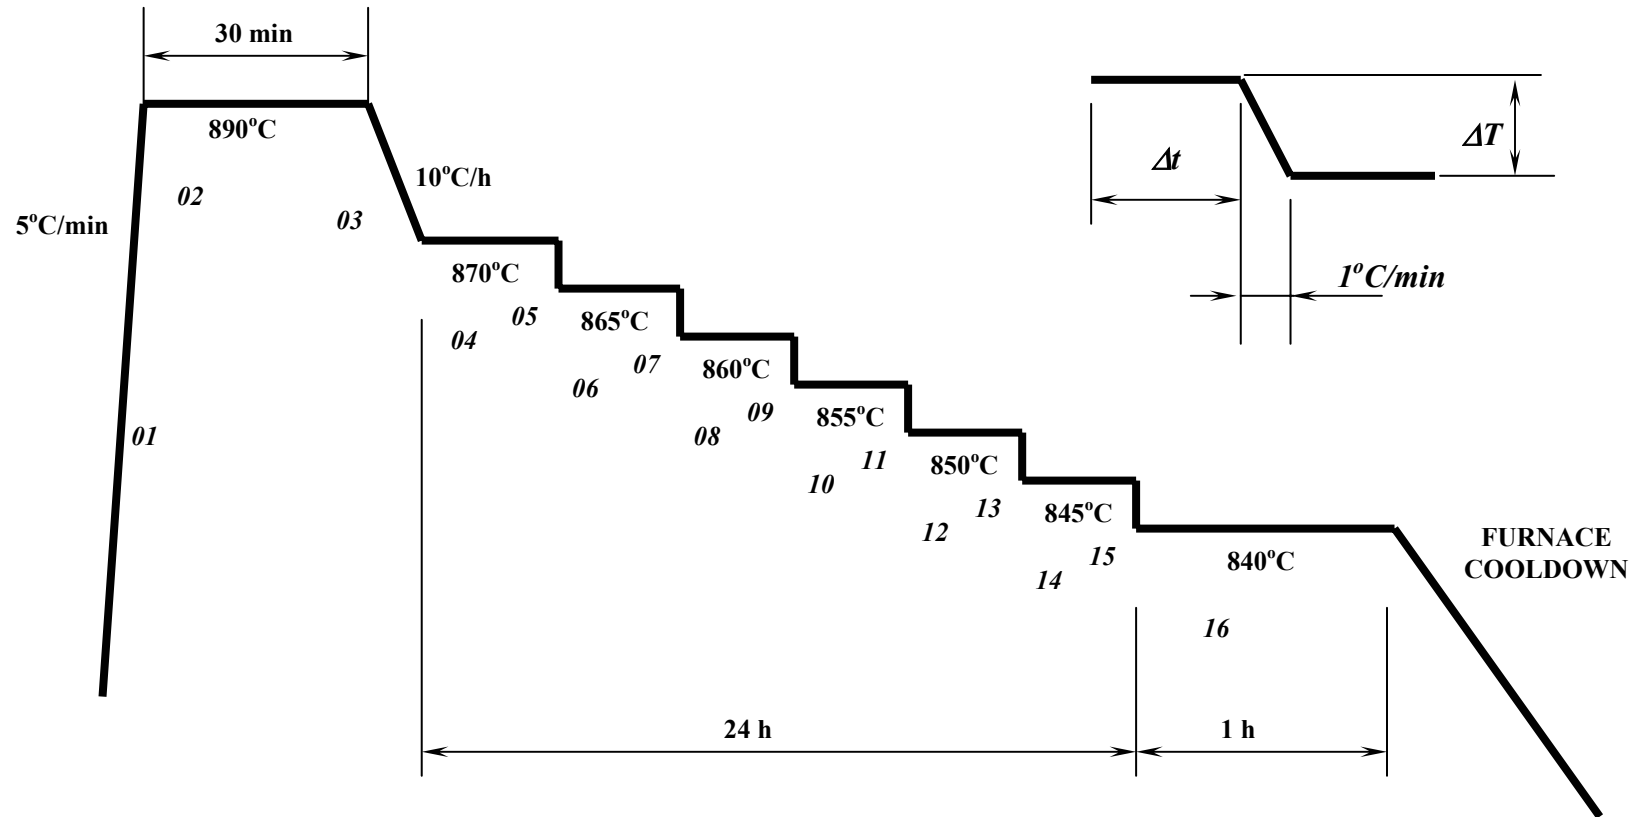 30 min
890°C
02
10°C/h
03
5°C/min
01
870°C
05
04
865°C
07
06
860°C
09
08
855°C
11
10
850°C
13
12
845°C
15
14
840°C
16
FURNACE
COOLDOWN
24 h
1 h
ΔT
Δt
1°C/min